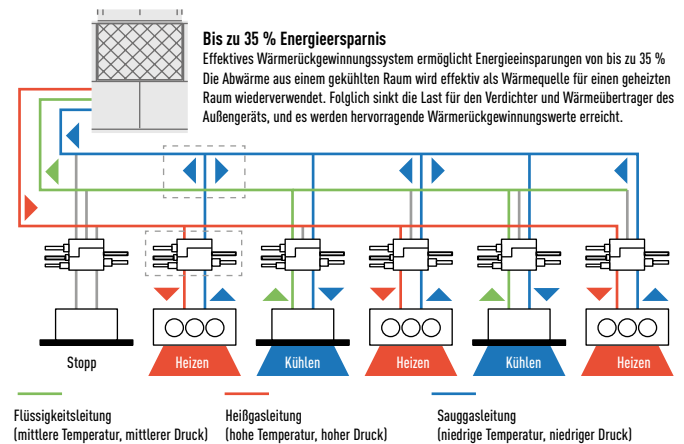 Bis zu 35 % Energieersparnis
Effektives Wärmerückgewinnungssystem ermöglicht Energieeinsparungen von bis zu 35 %
Die Abwärme aus einem gekühlten Raum wird effektiv als Wärmequelle für einen geheizten
Raum wiederverwendet. Folglich sinkt die Last für den Verdichter und Wärmeübertrager des
Außengeräts, und es werden hervorragende Wärmerückgewinnungswerte erreicht.
Stopp
Heizen
Kühlen
Heizen
Kühlen
Heizen
Flüssigkeitsleitung
(mittlere Temperatur, mittlerer Druck)
Heißgasleitung
(hohe Temperatur, hoher Druck)
Sauggasleitung
(niedrige Temperatur, niedriger Druck)